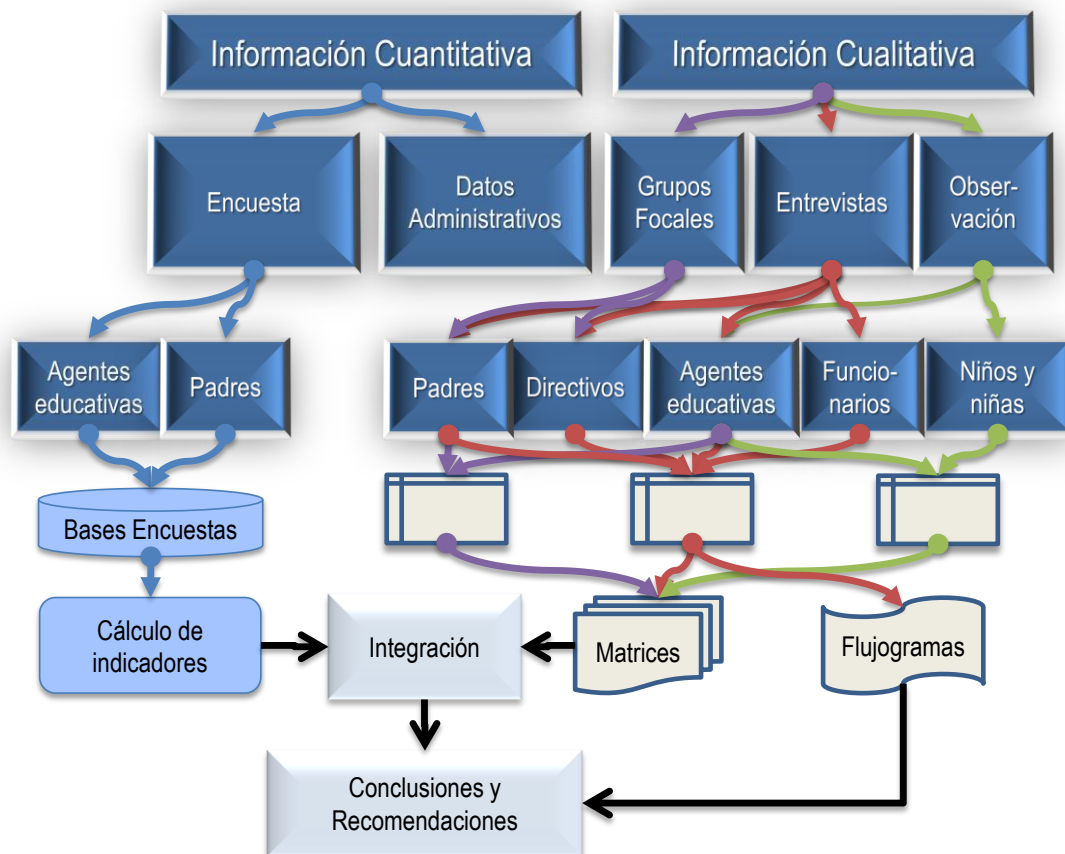 Información Cuantitativa
Información Cualitativa
Encuesta
Datos
Administrativos
Grupos
Focales
Entrevistas
Obser-
vación
Agentes
educativas
Padres
Padres
Directivos
Agentes
educativas
Funcio-
narios
Niños y
niñas
Bases Encuestas
Cálculo de
indicadores
Integración
Matrices
Flujogramas
Conclusiones y
Recomendaciones